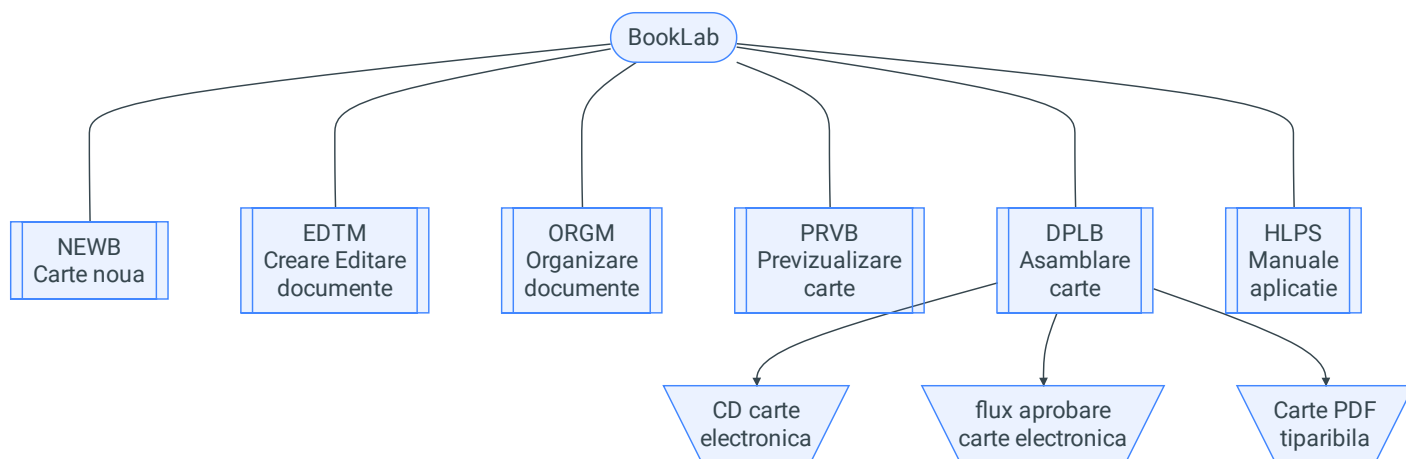 BookLab
NEWB
Carte noua
EDTM
Creare Editare
documente
ORGM
Organizare
documente
PRVB
Previzualizare
carte
DPLB
Asamblare
carte
HLPS
Manuale
aplicatie
CD carte
electronica
flux aprobare
carte electronica
Carte PDF
tiparibila